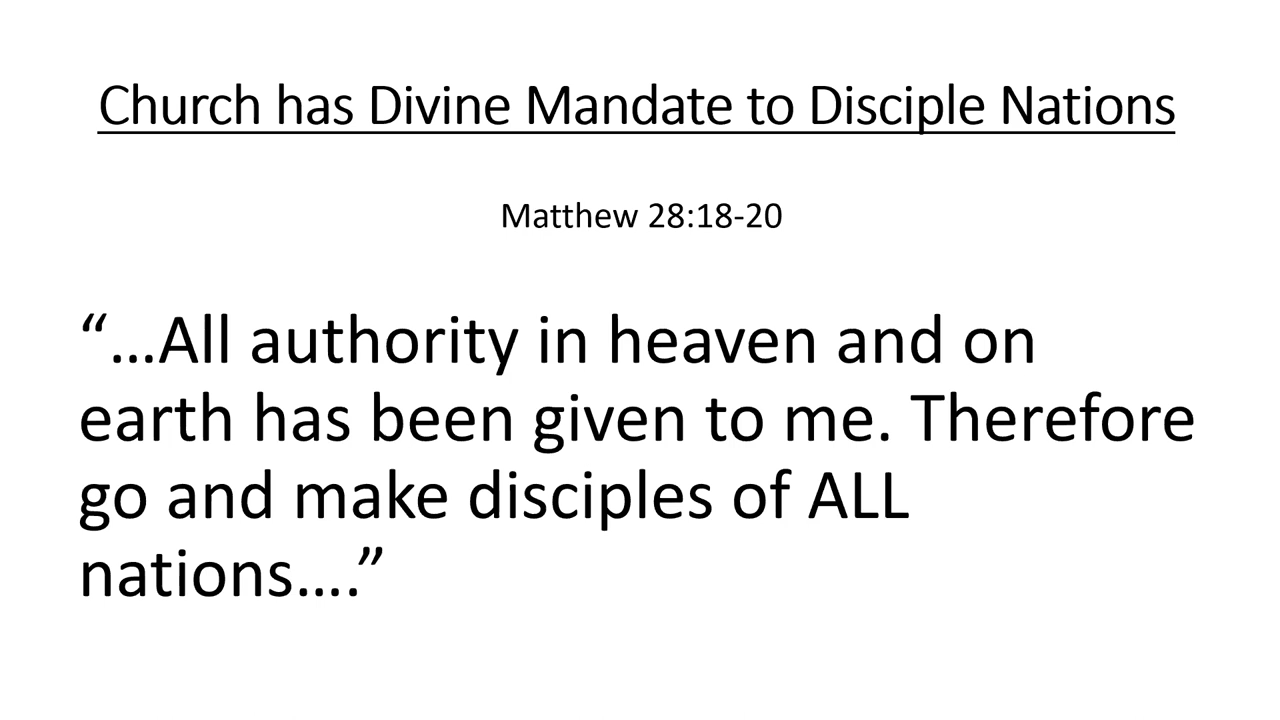 Church has Divine Mandate to Disciple Nations
Matthew 28:18-20
“…All authority in heaven and on
earth has been given to me. Therefore
go and make disciples of ALL
nations….”